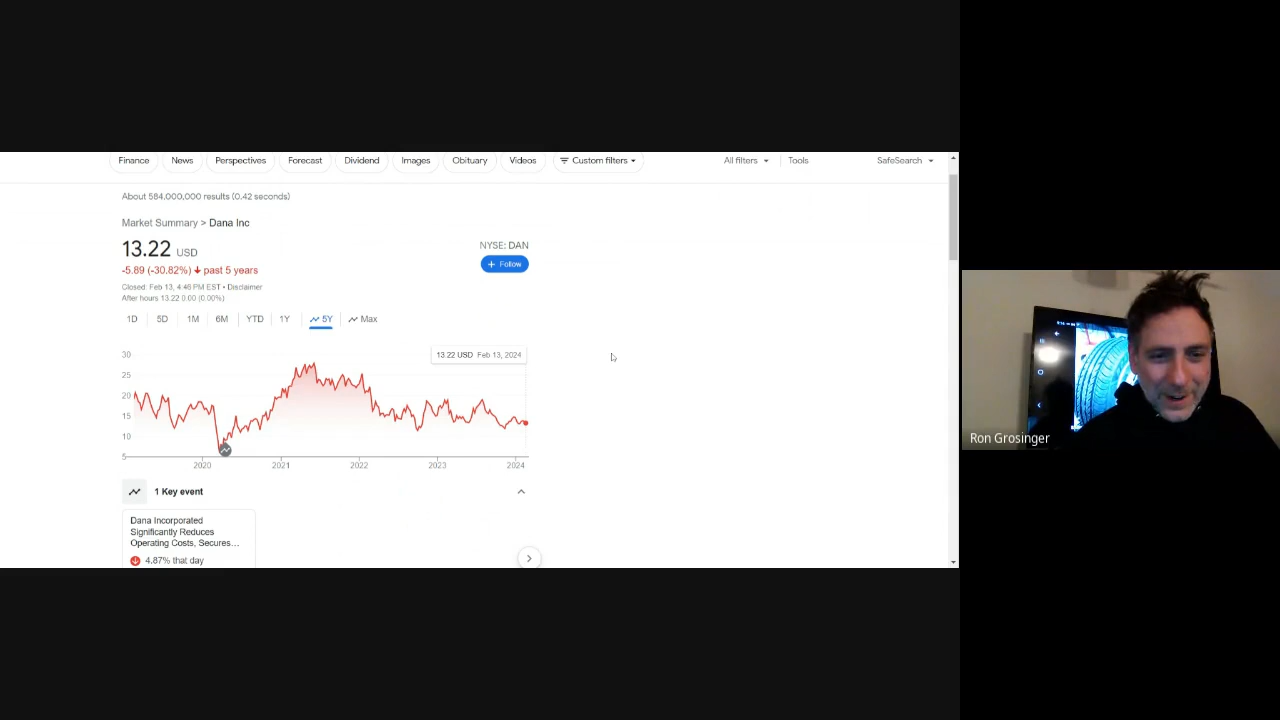 Finance News Perspectives Forecast Dividend Images Obituary Videos Custom filters All filters Tools SafeSearch
About 584,000,000 results (0.42 seconds)
Market Summary > Dana Inc
13.22 USD
NYSE: DAN
-5.89 (-30.82%) past 5 years
+ Follow
Closed: Feb 13, 4:46 PM EST • Disclaimer
After hours 13.22 0.00 (0.00%)
1D 5D 1M 6M YTD 1Y 5Y Max
13.22 USD Feb 13, 2024
30
25
20
15
10
5
2020 2021 2022 2023 2024
1 Key event
Dana Incorporated
Significantly Reduces
Operating Costs, Secures...
4.87% that day
Ron Grosinger